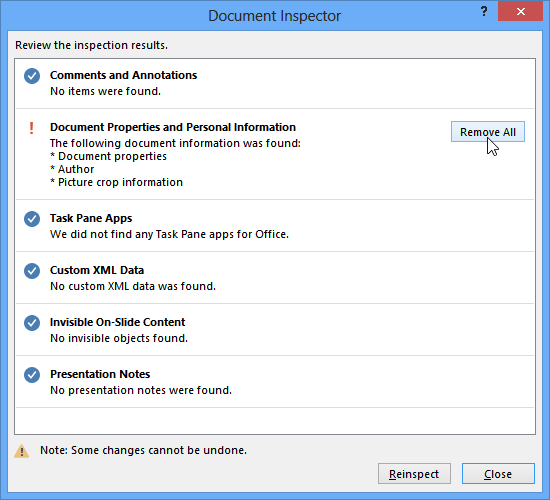 Document Inspector
?
Review the inspection results.
Comments and Annotations
No items were found.
!
Document Properties and Personal Information
Remove All
The following document information was found:
* Document properties
* Author
* Picture crop information
Task Pane Apps
We did not find any Task Pane apps for Office.
Custom XML Data
No custom XML data was found.
Invisible On-Slide Content
No invisible objects found.
Presentation Notes
No presentation notes were found.
Note: Some changes cannot be undone.
Reinspect
Close